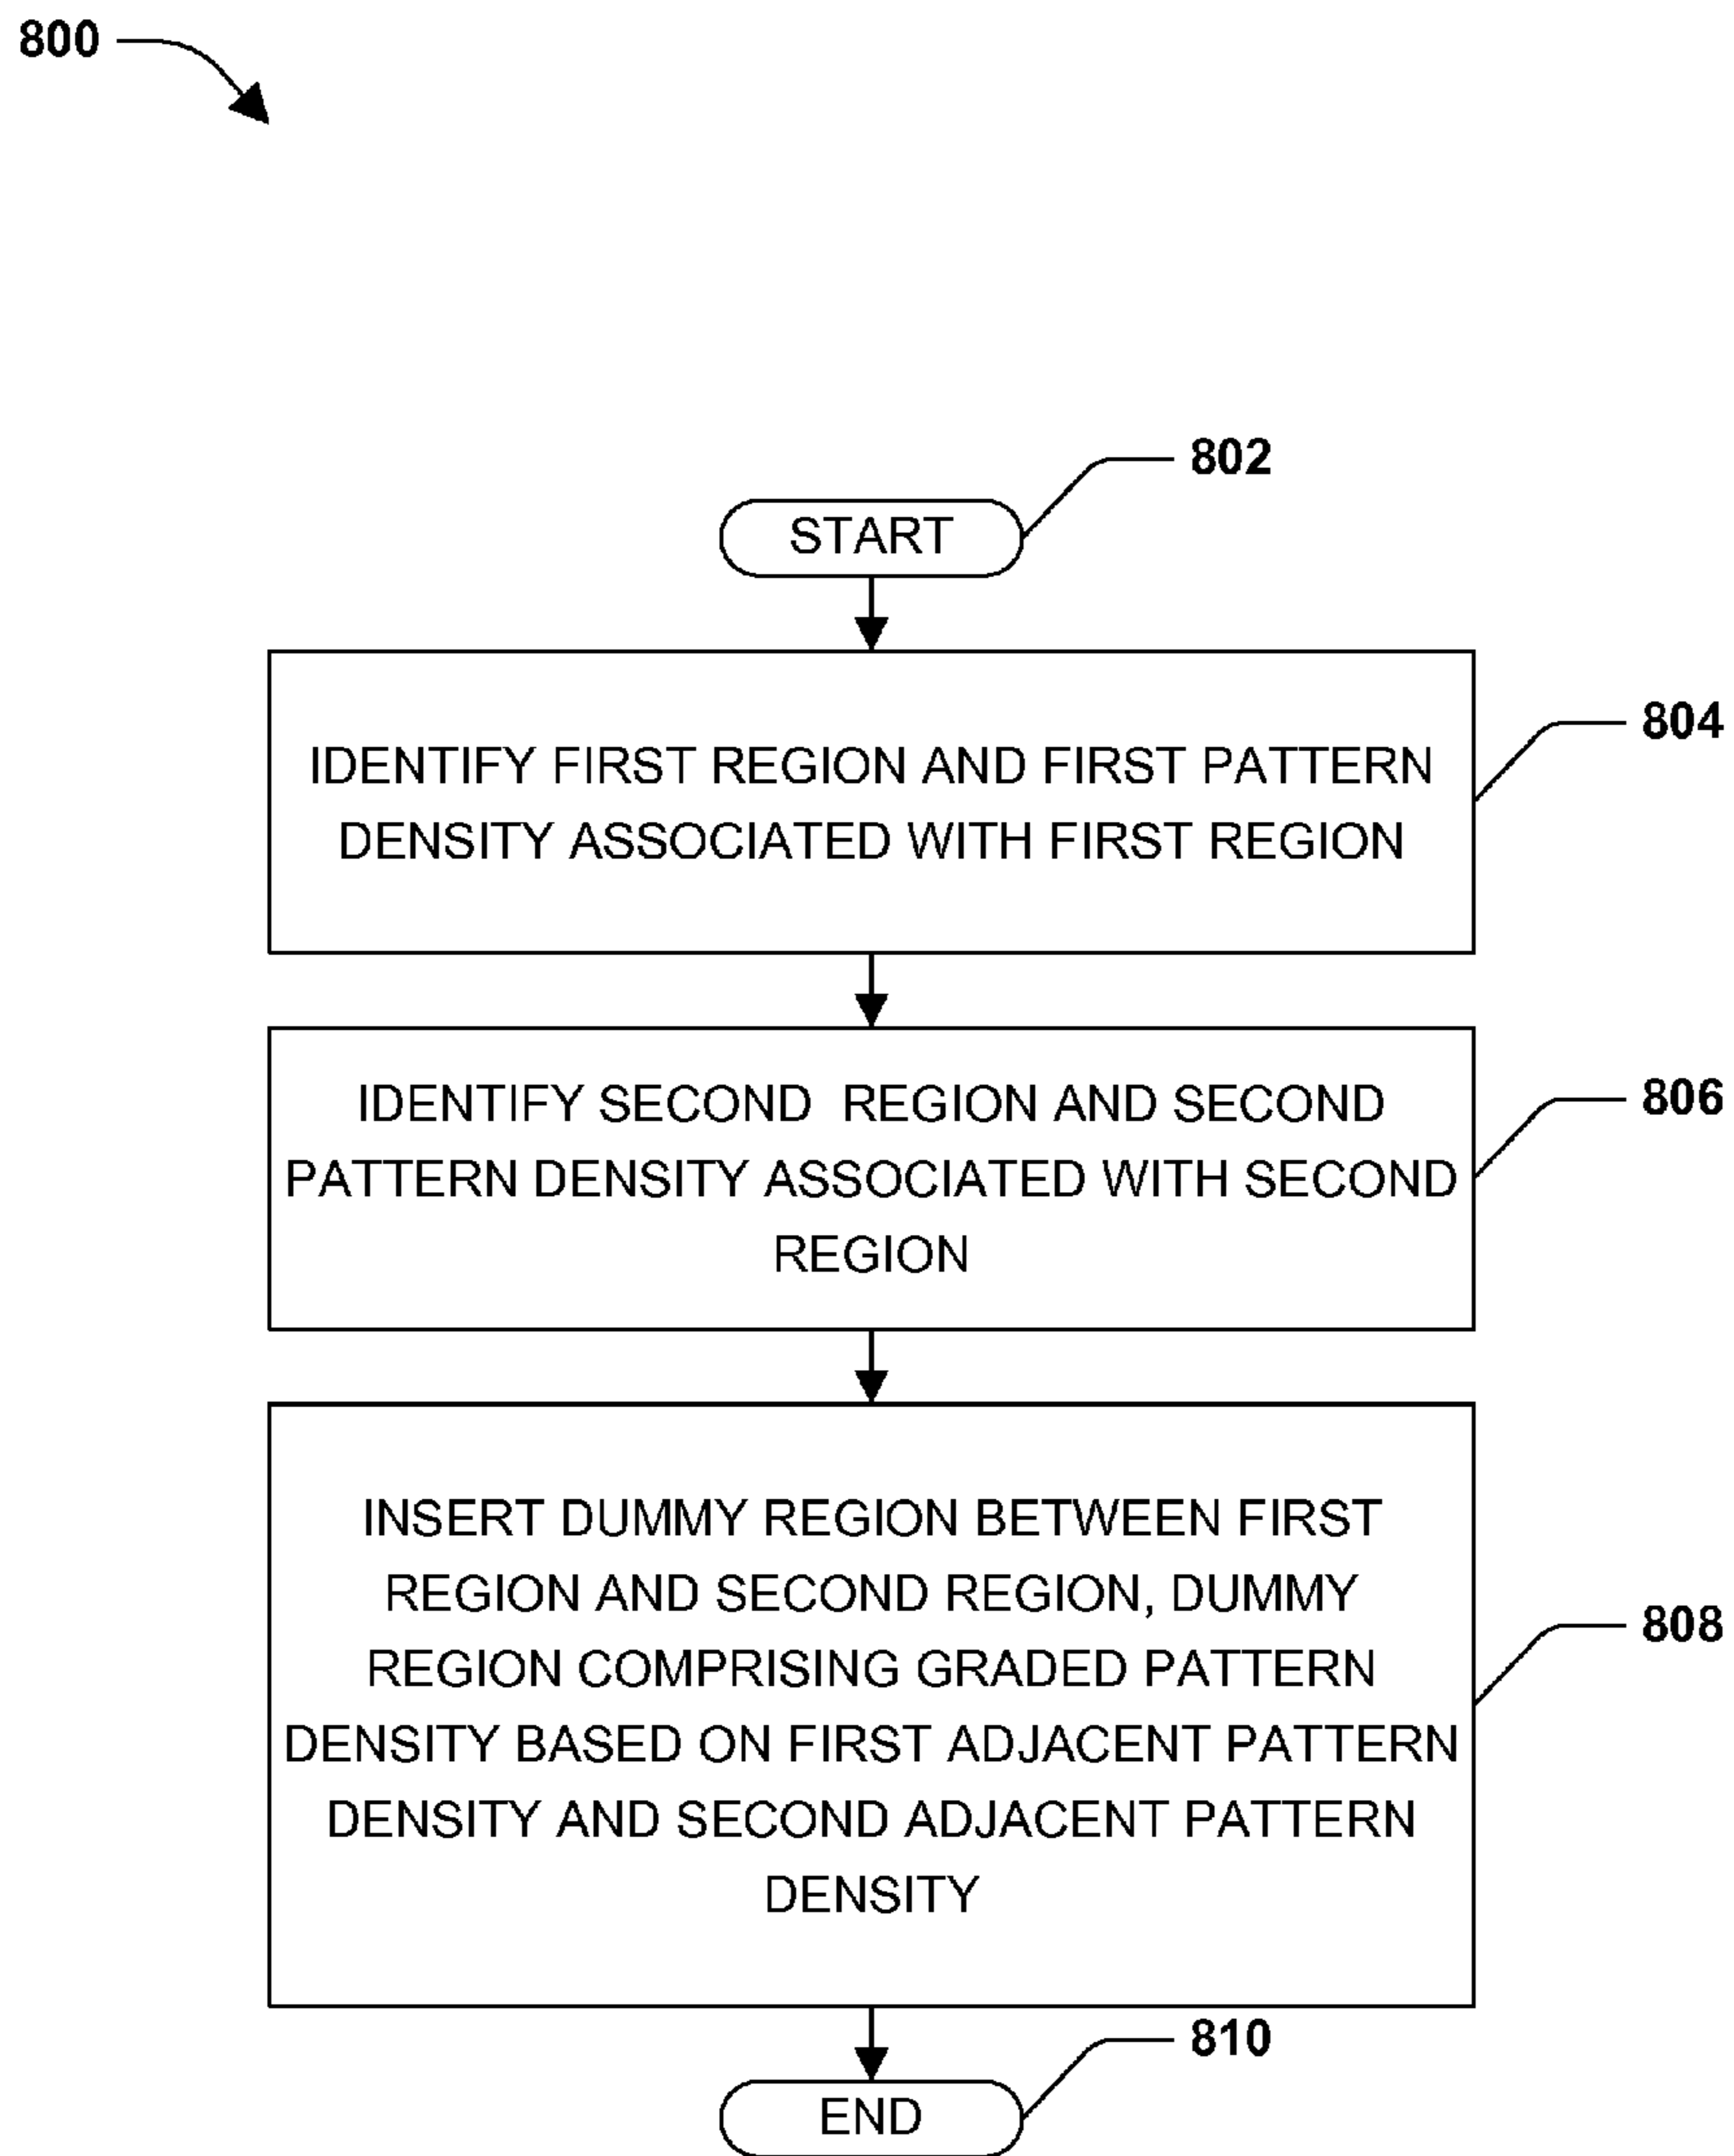 800
802
START
804
IDENTIFY FIRST REGION AND FIRST PATTERN
DENSITY ASSOCIATED WITH FIRST REGION
806
IDENTIFY SECOND REGION AND SECOND
PATTERN DENSITY ASSOCIATED WITH SECOND
REGION
808
INSERT DUMMY REGION BETWEEN FIRST
REGION AND SECOND REGION, DUMMY
REGION COMPRISING GRADED PATTERN
DENSITY BASED ON FIRST ADJACENT PATTERN
DENSITY AND SECOND ADJACENT PATTERN
DENSITY
810
END